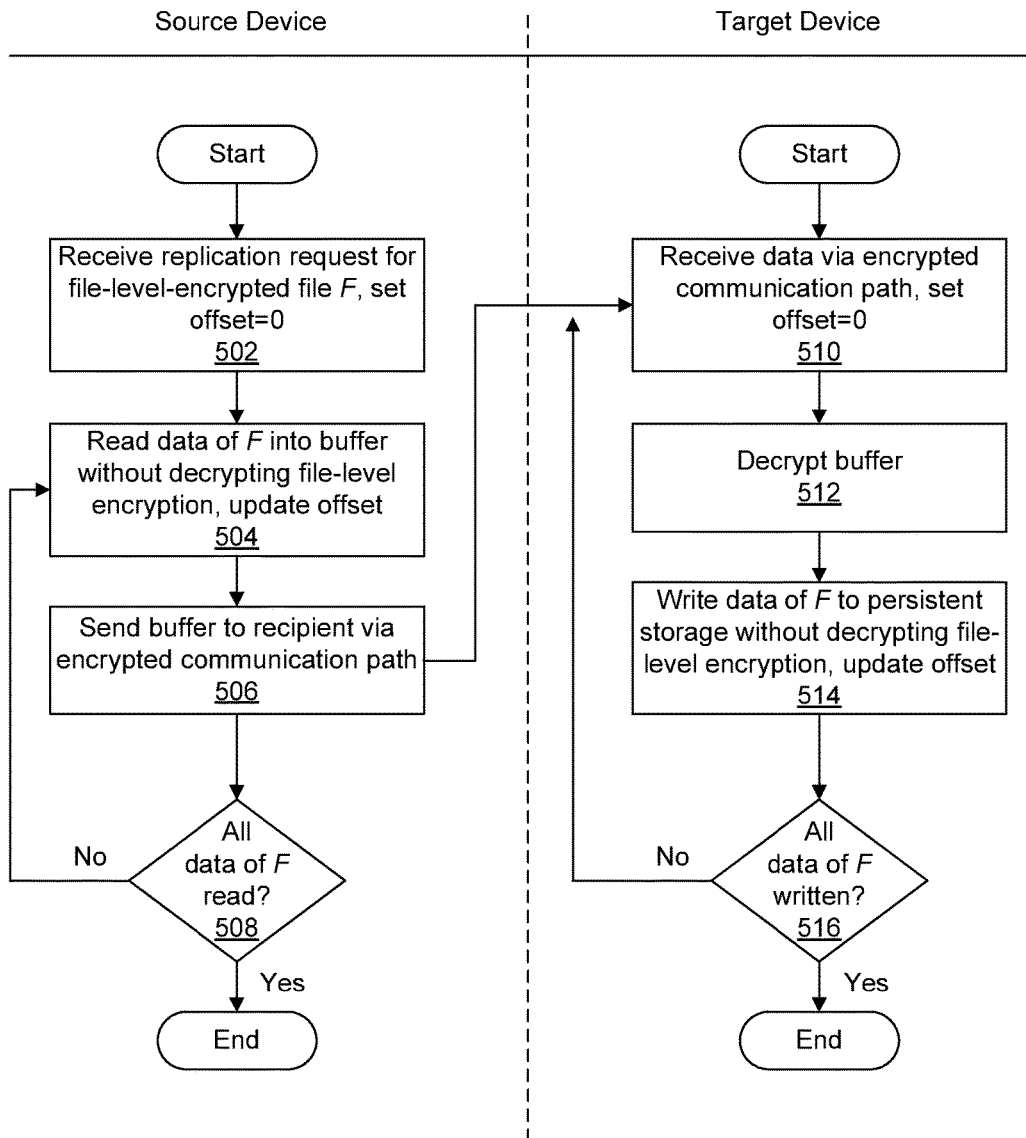 Source Device
Target Device
Start
Receive replication request for
file-level-encrypted file F, set
offset=0
502
Read data of F into buffer
without decrypting file-level
encryption, update offset
504
Send buffer to recipient via
encrypted communication path
506
No
All
data of F
read?
508
Yes
End
Start
Receive data via encrypted
communication path, set
offset=0
510
Decrypt buffer
512
Write data of F to persistent
storage without decrypting file-
level encryption, update offset
514
No
All
data of F
written?
516
Yes
End